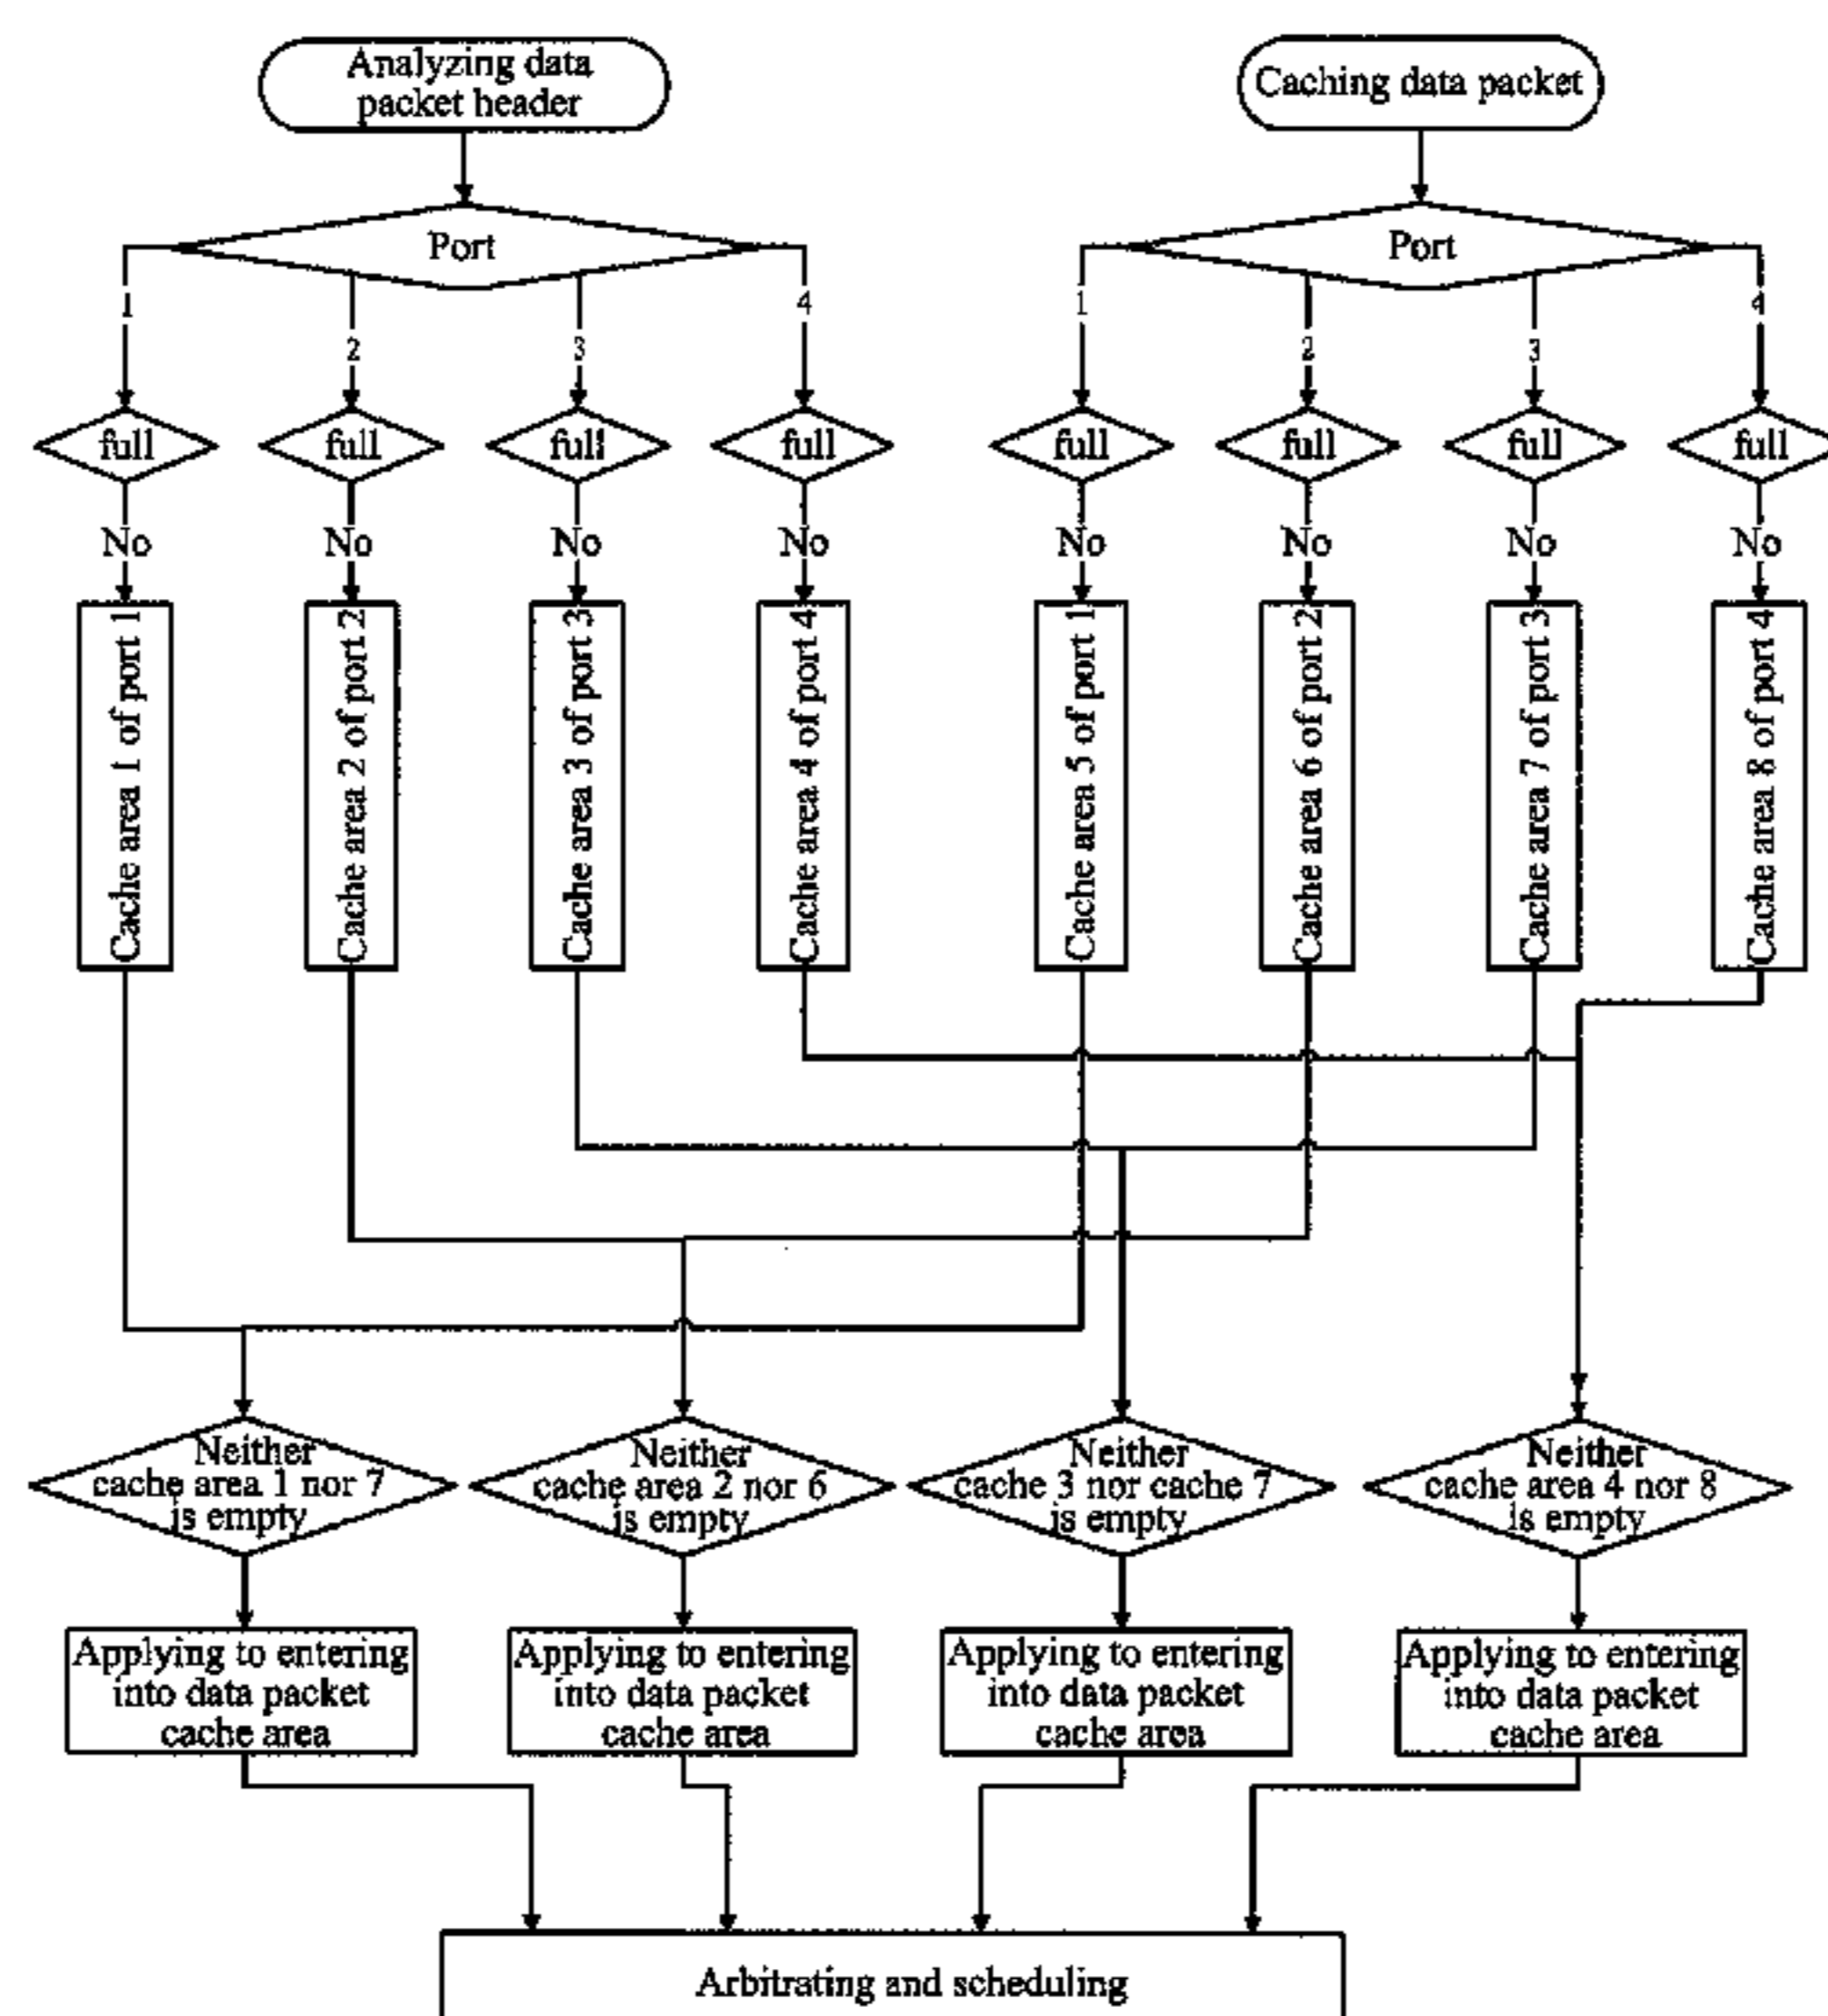 Analyzing data
packet header
Caching data packet
Port
Port
1
2
3
4
1
2
3
4
full
full
full
full
full
full
full
full
No
No
No
No
No
No
No
No
Cache area 1 of port 1
Cache area 2 of port 2
Cache area 3 of port 3
Cache area 4 of port 4
Cache area 5 of port 1
Cache area 6 of port 2
Cache area 7 of port 3
Cache area 8 of port 4
Neither
cache area 1 nor 7
is empty
Neither
cache area 2 nor 6
is empty
Neither
cache 3 nor cache 7
is empty
Neither
cache area 4 nor 8
is empty
Applying to entering
into data packet
cache area
Applying to entering
into data packet
cache area
Applying to entering
into data packet
cache area
Applying to entering
into data packet
cache area
Arbitrating and scheduling